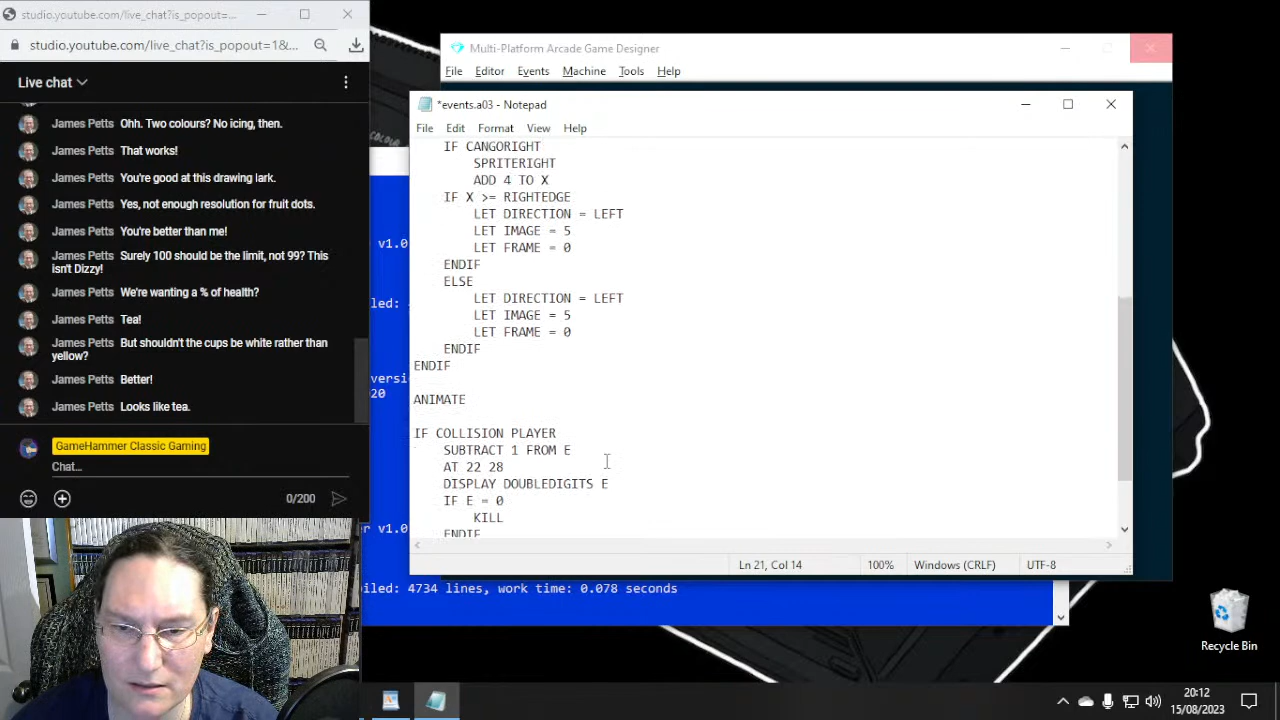 studio.youtube.com/live_chat?is_popout=...
studio.youtube.com/live_chat?is_popout=1&...
Live chat
James Petts Ohh. Two colours? No icing, then.
James Petts That works!
James Petts You're good at this drawing lark.
James Petts Yes, not enough resolution for fruit dots.
James Petts You're better than me!
James Petts Surely 100 should be the limit, not 99? This
isn't Dizzy!
James Petts We're wanting a % of health?
James Petts Tea!
James Petts But shouldn't the cups be white rather than
yellow?
James Petts Better!
James Petts Looks like tea.
GameHammer Classic Gaming
Chat...
0/200
COLOUR
Multi-Platform Arcade Game Designer
File Editor Events Machine Tools Help
*events.a03 - Notepad
File Edit Format View Help
IF CANGORIGHT
SPRITERIGHT
ADD 4 TO X
IF X >= RIGHTEDGE
LET DIRECTION = LEFT
LET IMAGE = 5
LET FRAME = 0
ENDIF
ELSE
LET DIRECTION = LEFT
LET IMAGE = 5
LET FRAME = 0
ENDIF
ENDIF
ANIMATE
IF COLLISION PLAYER
SUBTRACT 1 FROM E
AT 22 28
DISPLAY DOUBLEDIGITS E
IF E = 0
KILL
ENDIF
Ln 21, Col 14
100%
Windows (CRLF)
UTF-8
v1.0
led:
versi
20
r v1.0
iled: 4734 lines, work time: 0.078 seconds
Recycle Bin
20:12
15/08/2023